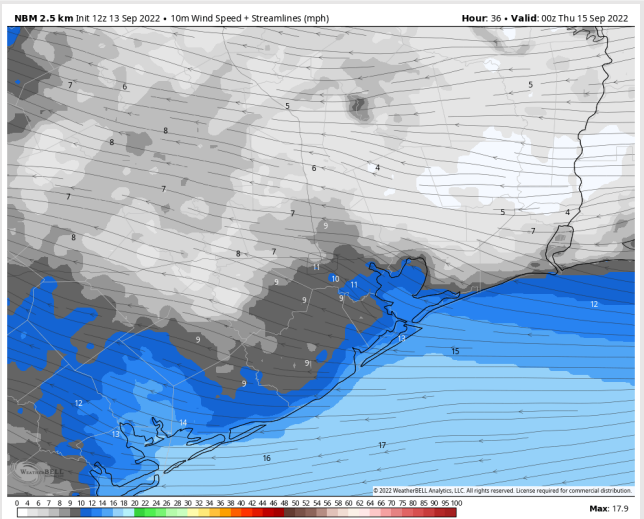 NBM 2.5 km Init 12z 13 Sep 2022 • 10m Wind Speed + Streamlines (mph) Hour: 36 • Valid: 00z Thu 15 Sep 2022
7 6 5
5
8
8
6 4
7 7
7 5 4
9 7
8 8 7
11
10 11
9 9
9 12
13
9 15
9
9
12
14
13
17
16
WeatherBELL
© 2022 WeatherBELL Analytics, LLC. All rights reserved. License required for commercial distribution.
0 4 6 8 9 10 12 14 16 18 20 22 24 26 28 30 32 34 36 38 40 42 44 46 48 50 52 54 56 58 60 62 64 66 68 70 75 80 85 90 95 100
Max: 17.9